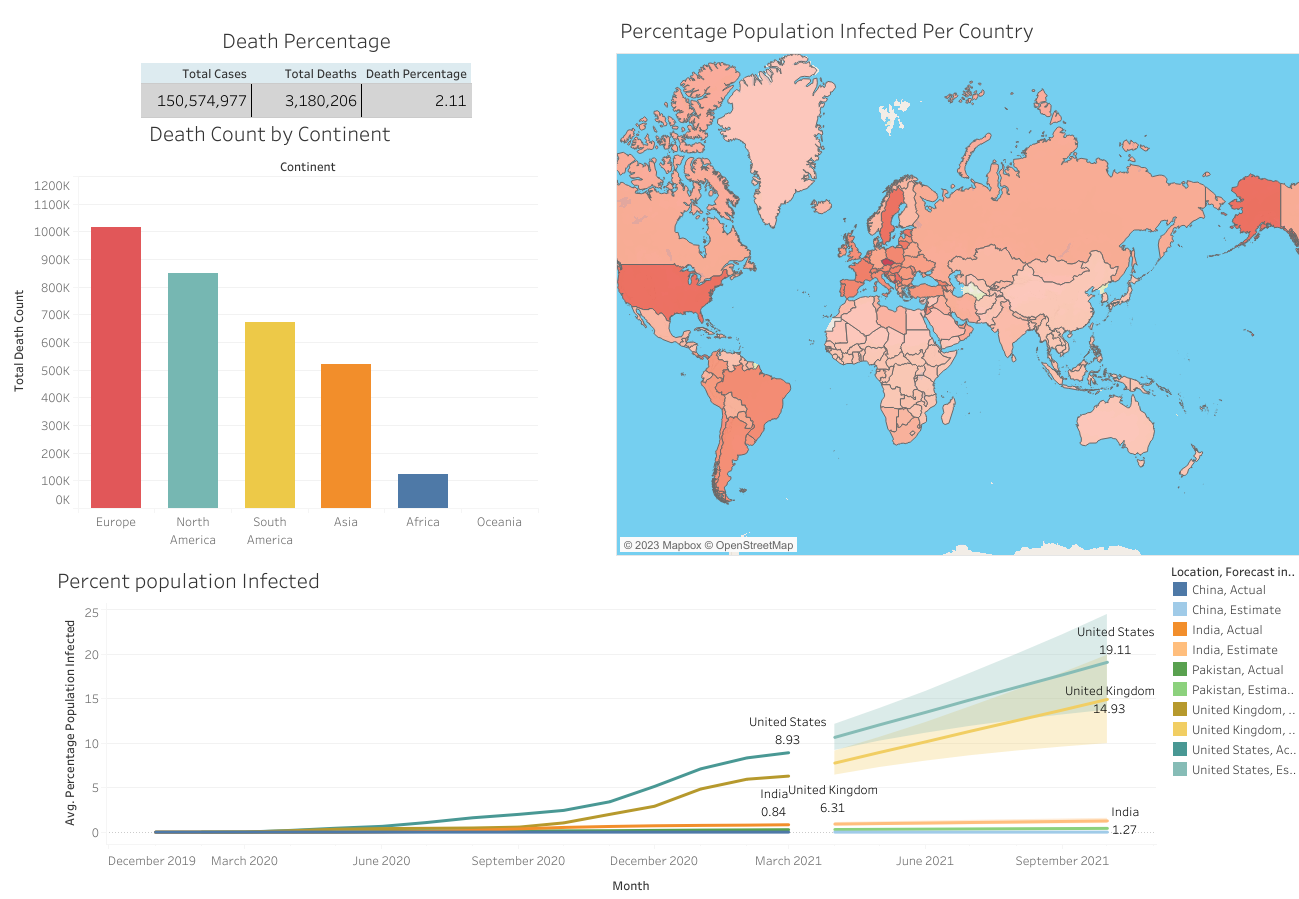 Death Percentage
Total Cases Total Deaths Death Percentage
150,574,977 3,180,206 2.11
Death Count by Continent
Continent
Total Death Count
1200K
1100K
1000K
900K
800K
700K
600K
500K
400K
300K
200K
100K
0K
Europe North America South America Asia Africa Oceania
Percentage Population Infected Per Country
© 2023 Mapbox © OpenStreetMap
Percent population Infected
Avg. Percentage Population Infected
25
20
15
10
5
0
United States
8.93
United Kingdom
6.31
India
0.84
United States
19.11
United Kingdom
14.93
India
1.27
December 2019 March 2020 June 2020 September 2020 December 2020 March 2021 June 2021 September 2021
Month
Location, Forecast in..
China, Actual
China, Estimate
India, Actual
India, Estimate
Pakistan, Actual
Pakistan, Estima..
United Kingdom, ..
United Kingdom, ..
United States, Ac..
United States, Es..